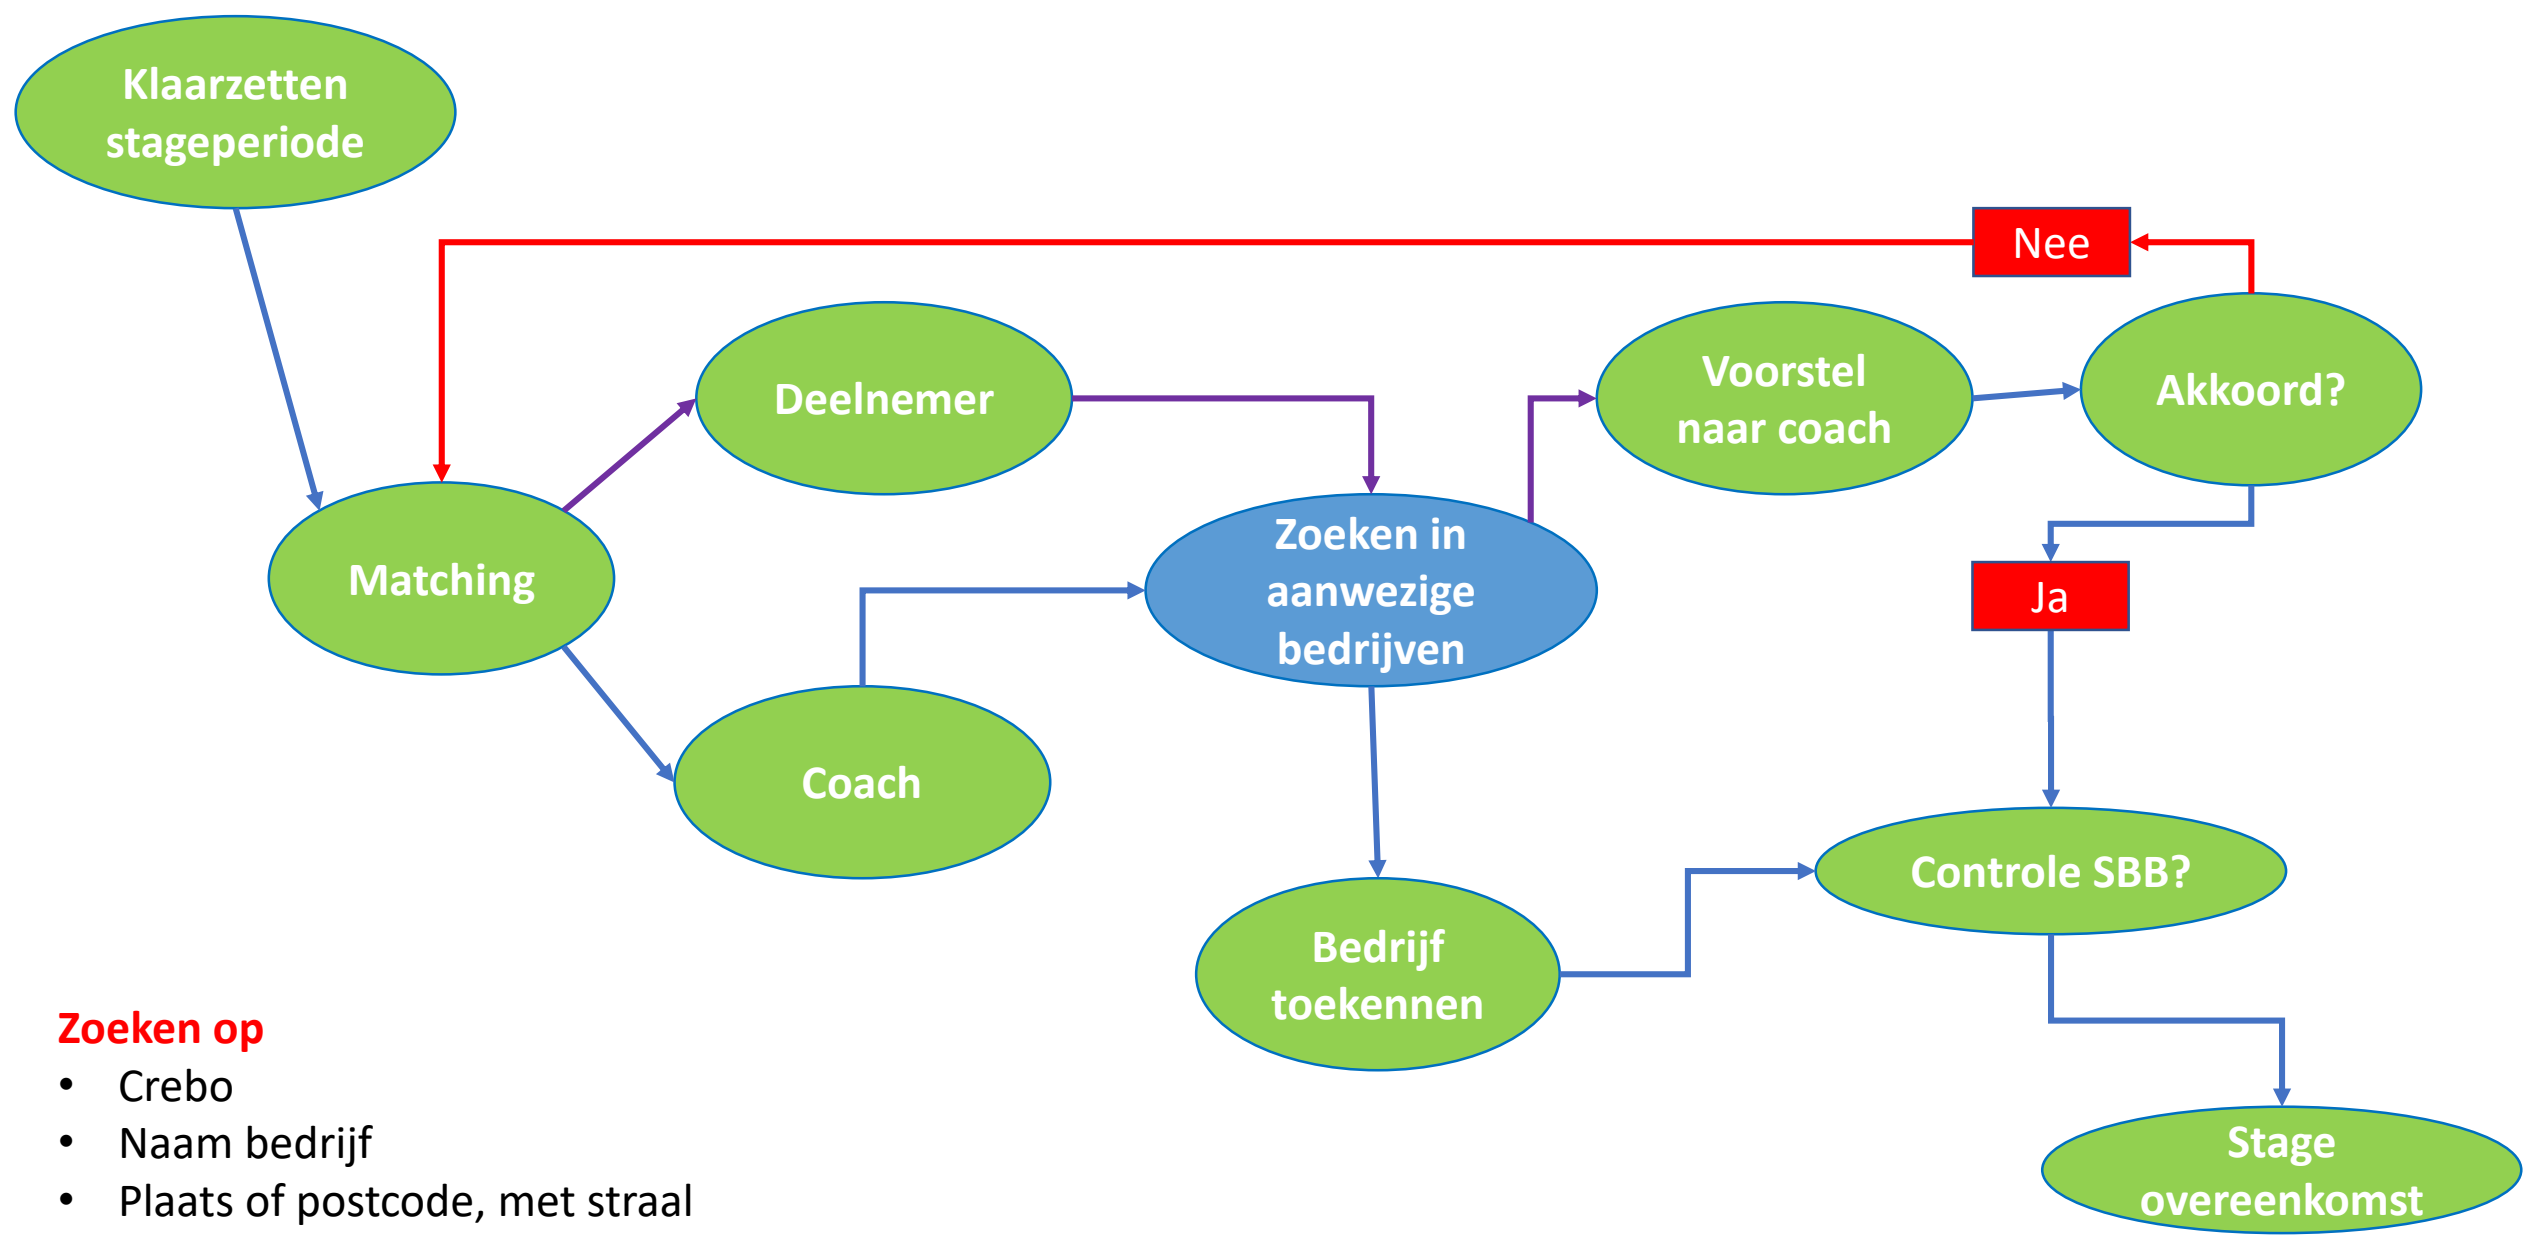 Klaarzetten
stageperiode
Nee
Deelnemer
Voorstel
naar coach
Akkoord?
Matching
Zoeken in
aanwezige
bedrijven
Ja
Coach
Controle SBB?
Bedrijf
toekennen
Zoeken op
• Crebo
• Naam bedrijf
• Plaats of postcode, met straal
Stage
overeenkomst